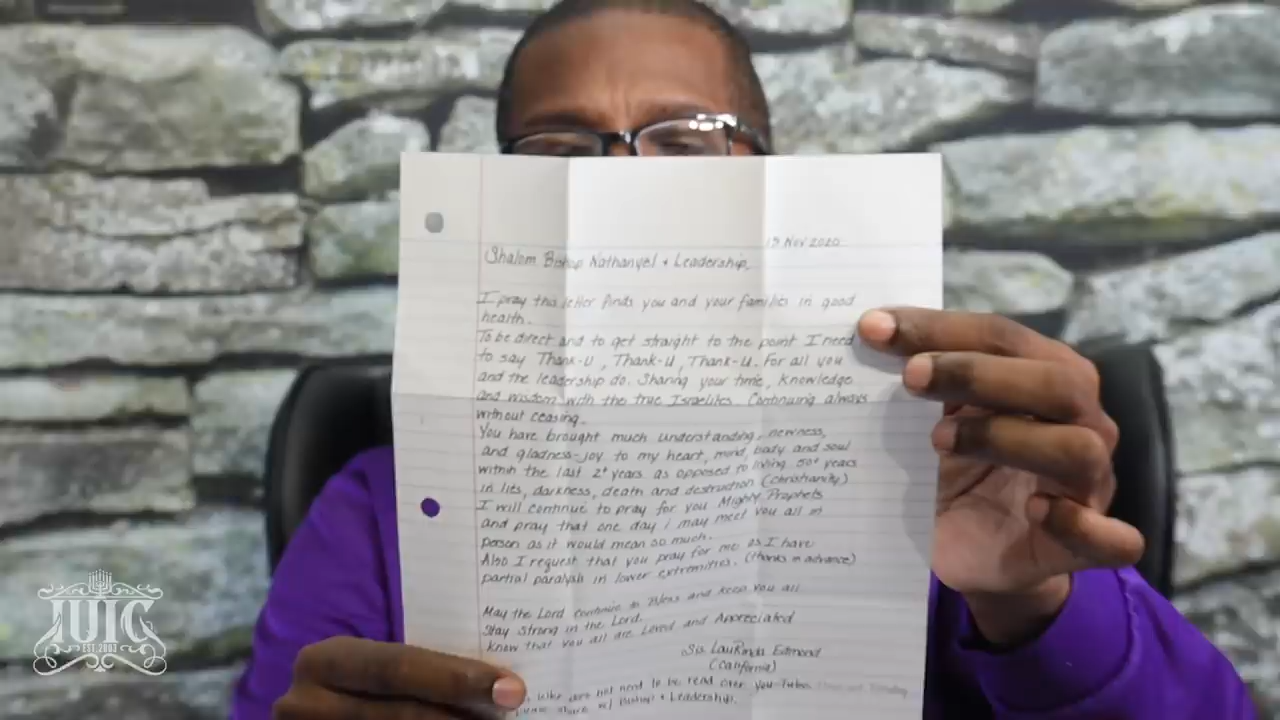 15 Nov 2020
Shalom Bishop Nathanyel + Leadership,
I pray this letter finds you and your families in good
health.
To be direct and to get straight to the point I need
to say Thank-U, Thank-U, Thank-U. For all you
and the leadership do. Sharing your time, knowledge
and wisdom with the true Israelites. Continuing always
without ceasing.
You have brought much understanding, newness,
and gladness-joy to my heart, mind, body and soul
within the last 2+ years as opposed to living 50+ years
in lies, darkness, death and destruction (Christianity)
I will continue to pray for you Mighty Prophets
and pray that one day i may meet you all in
person as it would mean so much.
Also I request that you pray for me as I have
partial paralysis in lower extremities. (thanks in advance)
May the Lord continue to Bless and keep you all
Stay strong in the Lord.
Know that you all are Loved and Appreciated
Sis. LauRinda Edmond
(California)
does not need to be read over You-Tube
share w/ Bishop + Leadership.
IUIC
EST. 2003